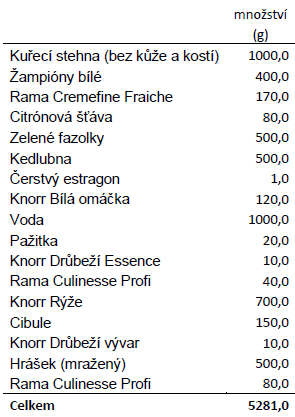 množství
(g)
Kuřecí stehna (bez kůže a kostí) 1000,0
Žampióny bílé 400,0
Rama Cremefine Fraiche 170,0
Citrónová šťáva 80,0
Zelené fazolky 500,0
Kedlubna 500,0
Čerstvý estragon 1,0
Knorr Bílá omáčka 120,0
Voda 1000,0
Pažitka 20,0
Knorr Drůbeží Essence 10,0
Rama Culinesse Profi 40,0
Knorr Rýže 700,0
Cibule 150,0
Knorr Drůbeží vývar 10,0
Hrášek (mražený) 500,0
Rama Culinesse Profi 80,0
Celkem 5281,0